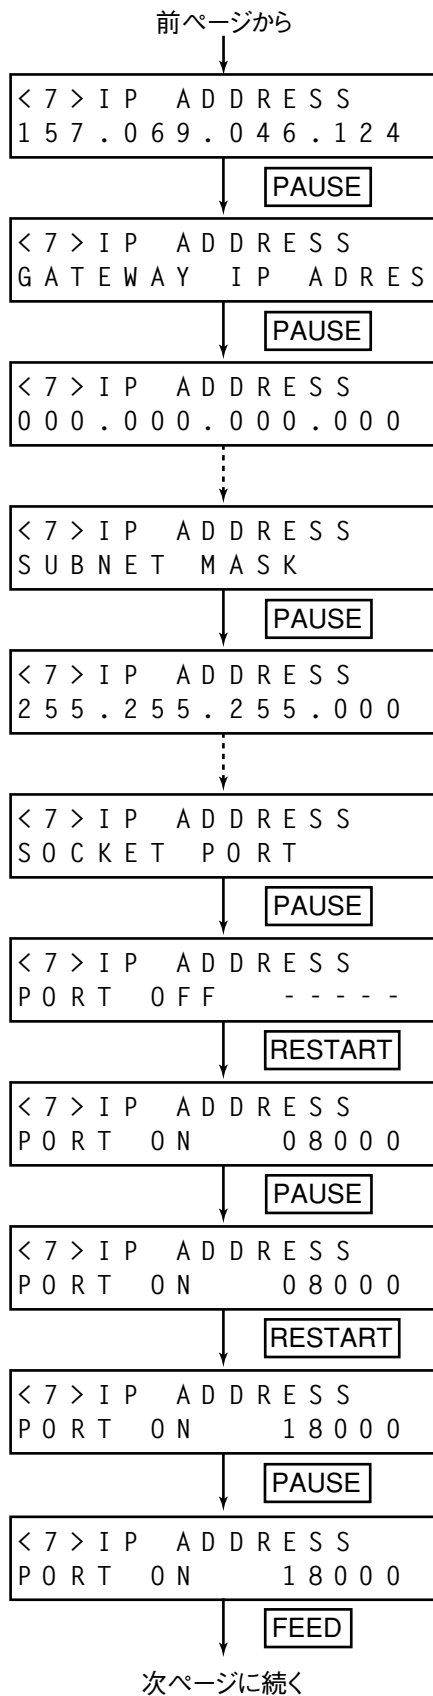 前ページから
<7>IP ADDRESS
157.069.046.124
PAUSE
<7>IP ADDRESS
GATEWAY IP ADRES
PAUSE
<7>IP ADDRESS
000.000.000.000
<7>IP ADDRESS
SUBNET MASK
PAUSE
<7>IP ADDRESS
255.255.255.000
<7>IP ADDRESS
SOCKET PORT
PAUSE
<7>IP ADDRESS
PORT OFF -----
RESTART
<7>IP ADDRESS
PORT ON 08000
PAUSE
<7>IP ADDRESS
PORT ON 08000
RESTART
<7>IP ADDRESS
PORT ON 18000
PAUSE
<7>IP ADDRESS
PORT ON 18000
FEED
次ページに続く